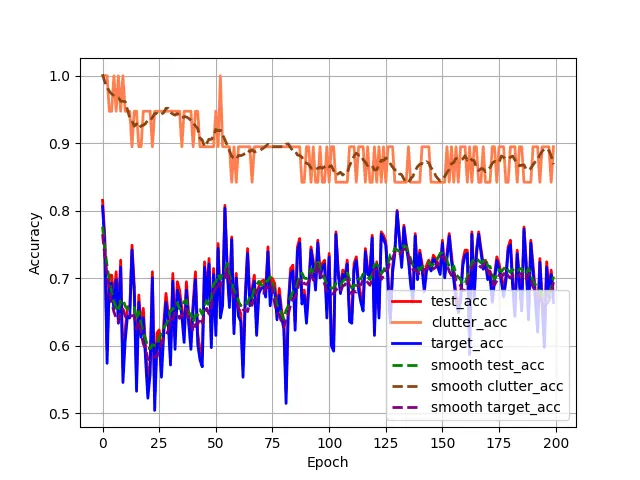 1.0
0.9
0.8
0.7
0.6
0.5
Accuracy
test_acc
clutter_acc
target_acc
smooth test_acc
smooth clutter_acc
smooth target_acc
0 25 50 75 100 125 150 175 200
Epoch